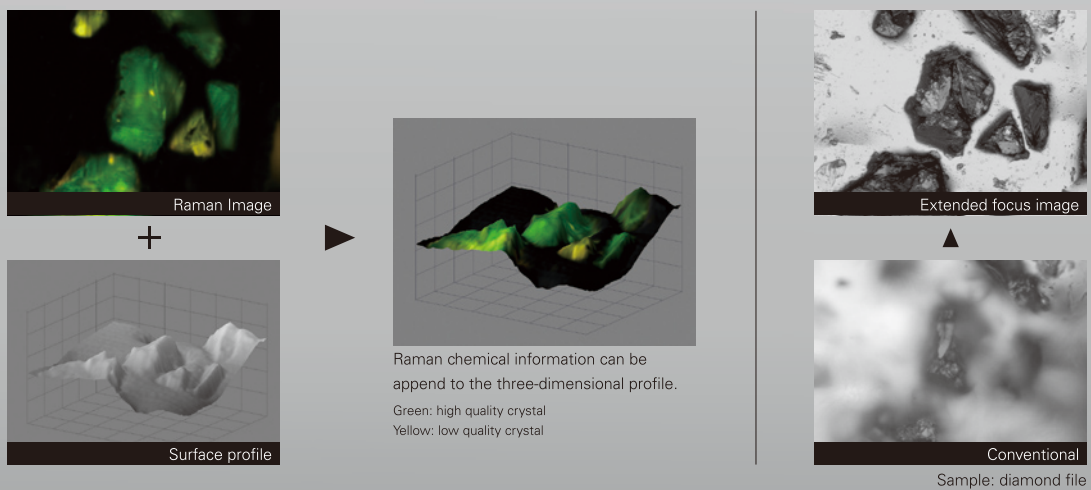 Raman Image
+
Surface profile
Raman chemical information can be
append to the three-dimensional profile.
Green: high quality crystal
Yellow: low quality crystal
Extended focus image
Conventional
Sample: diamond file